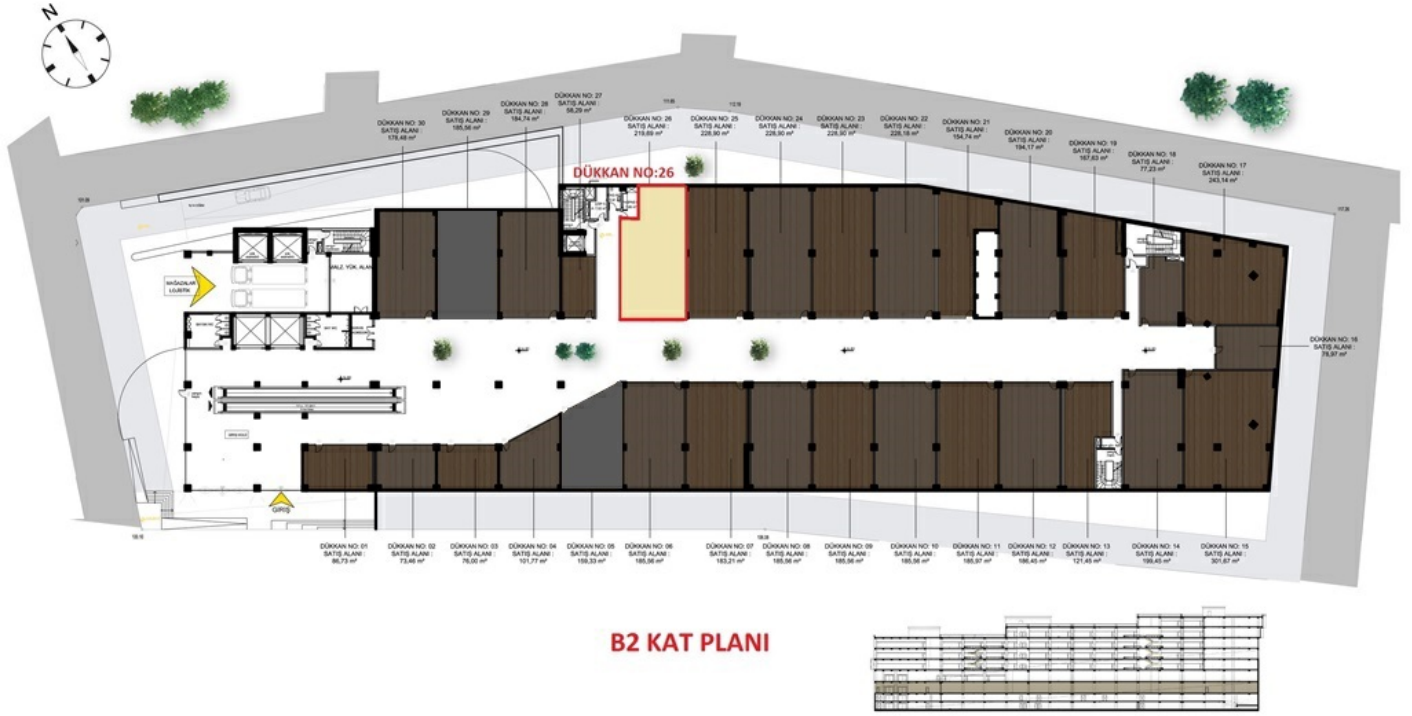 N
DÜKKAN NO: 30
SATIŞ ALANI :
178,48 m²
DÜKKAN NO: 29
SATIŞ ALANI :
185,56 m²
DÜKKAN NO: 28
SATIŞ ALANI :
184,74 m²
DÜKKAN NO: 27
SATIŞ ALANI :
58,29 m²
DÜKKAN NO: 26
SATIŞ ALANI :
219,69 m²
DÜKKAN NO: 25
SATIŞ ALANI :
228,90 m²
DÜKKAN NO: 24
SATIŞ ALANI :
228,90 m²
DÜKKAN NO: 23
SATIŞ ALANI :
228,90 m²
DÜKKAN NO: 22
SATIŞ ALANI :
228,18 m²
DÜKKAN NO: 21
SATIŞ ALANI :
154,74 m²
DÜKKAN NO: 20
SATIŞ ALANI :
194,17 m²
DÜKKAN NO: 19
SATIŞ ALANI :
167,63 m²
DÜKKAN NO: 18
SATIŞ ALANI :
77,23 m²
DÜKKAN NO: 17
SATIŞ ALANI :
243,14 m²
DÜKKAN NO:26
MALZ. YÜK. ALANI
MAĞAZALAR
LOJİSTİK
DÜKKAN NO: 16
SATIŞ ALANI :
78,97 m²
GİRİŞ
DÜKKAN NO: 01
SATIŞ ALANI :
86,73 m²
DÜKKAN NO: 02
SATIŞ ALANI :
73,46 m²
DÜKKAN NO: 03
SATIŞ ALANI :
76,00 m²
DÜKKAN NO: 04
SATIŞ ALANI :
101,77 m²
DÜKKAN NO: 05
SATIŞ ALANI :
159,33 m²
DÜKKAN NO: 06
SATIŞ ALANI :
185,56 m²
DÜKKAN NO: 07
SATIŞ ALANI :
183,21 m²
DÜKKAN NO: 08
SATIŞ ALANI :
185,56 m²
DÜKKAN NO: 09
SATIŞ ALANI :
185,56 m²
DÜKKAN NO: 10
SATIŞ ALANI :
185,56 m²
DÜKKAN NO: 11
SATIŞ ALANI :
185,97 m²
DÜKKAN NO: 12
SATIŞ ALANI :
186,45 m²
DÜKKAN NO: 13
SATIŞ ALANI :
121,45 m²
DÜKKAN NO: 14
SATIŞ ALANI :
199,45 m²
DÜKKAN NO: 15
SATIŞ ALANI :
301,67 m²
B2 KAT PLANI